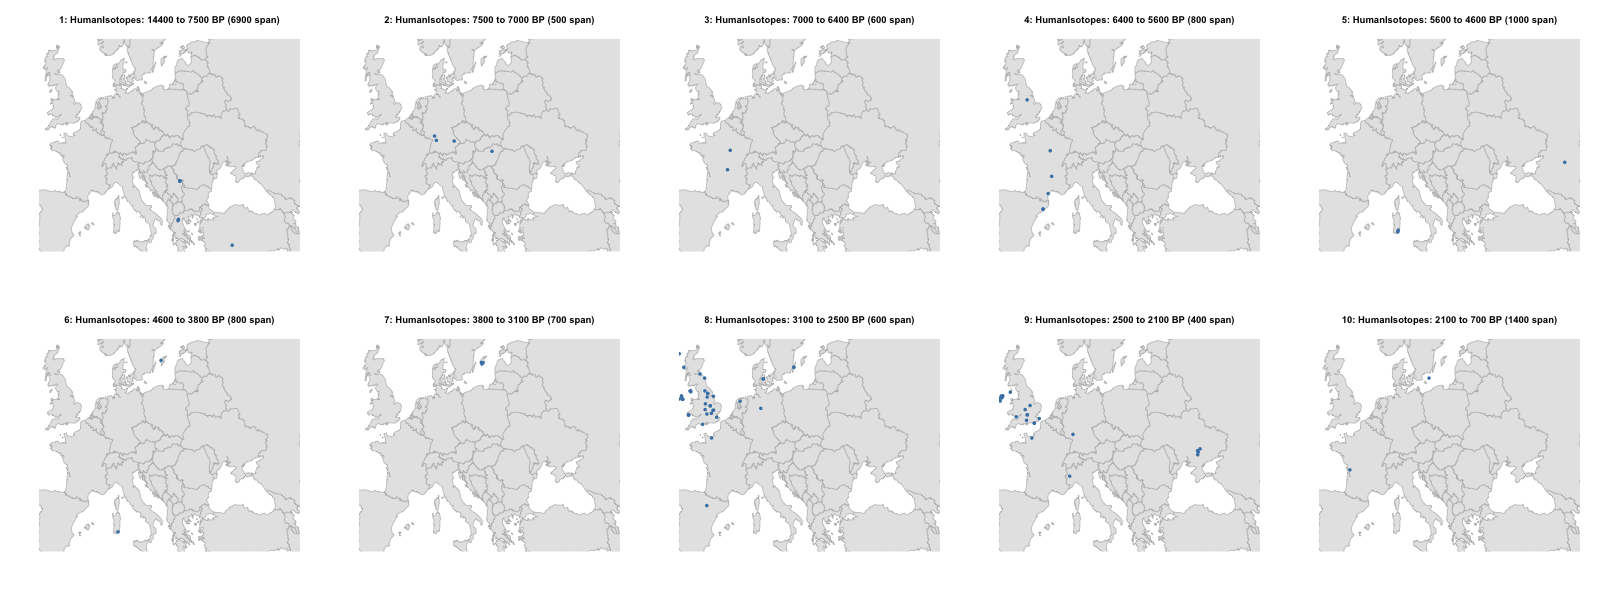 1: HumanIsotopes: 14400 to 7500 BP (6900 span)
2: HumanIsotopes: 7500 to 7000 BP (500 span)
3: HumanIsotopes: 7000 to 6400 BP (600 span)
4: HumanIsotopes: 6400 to 5600 BP (800 span)
5: HumanIsotopes: 5600 to 4600 BP (1000 span)
6: HumanIsotopes: 4600 to 3800 BP (800 span)
7: HumanIsotopes: 3800 to 3100 BP (700 span)
8: HumanIsotopes: 3100 to 2500 BP (600 span)
9: HumanIsotopes: 2500 to 2100 BP (400 span)
10: HumanIsotopes: 2100 to 700 BP (1400 span)